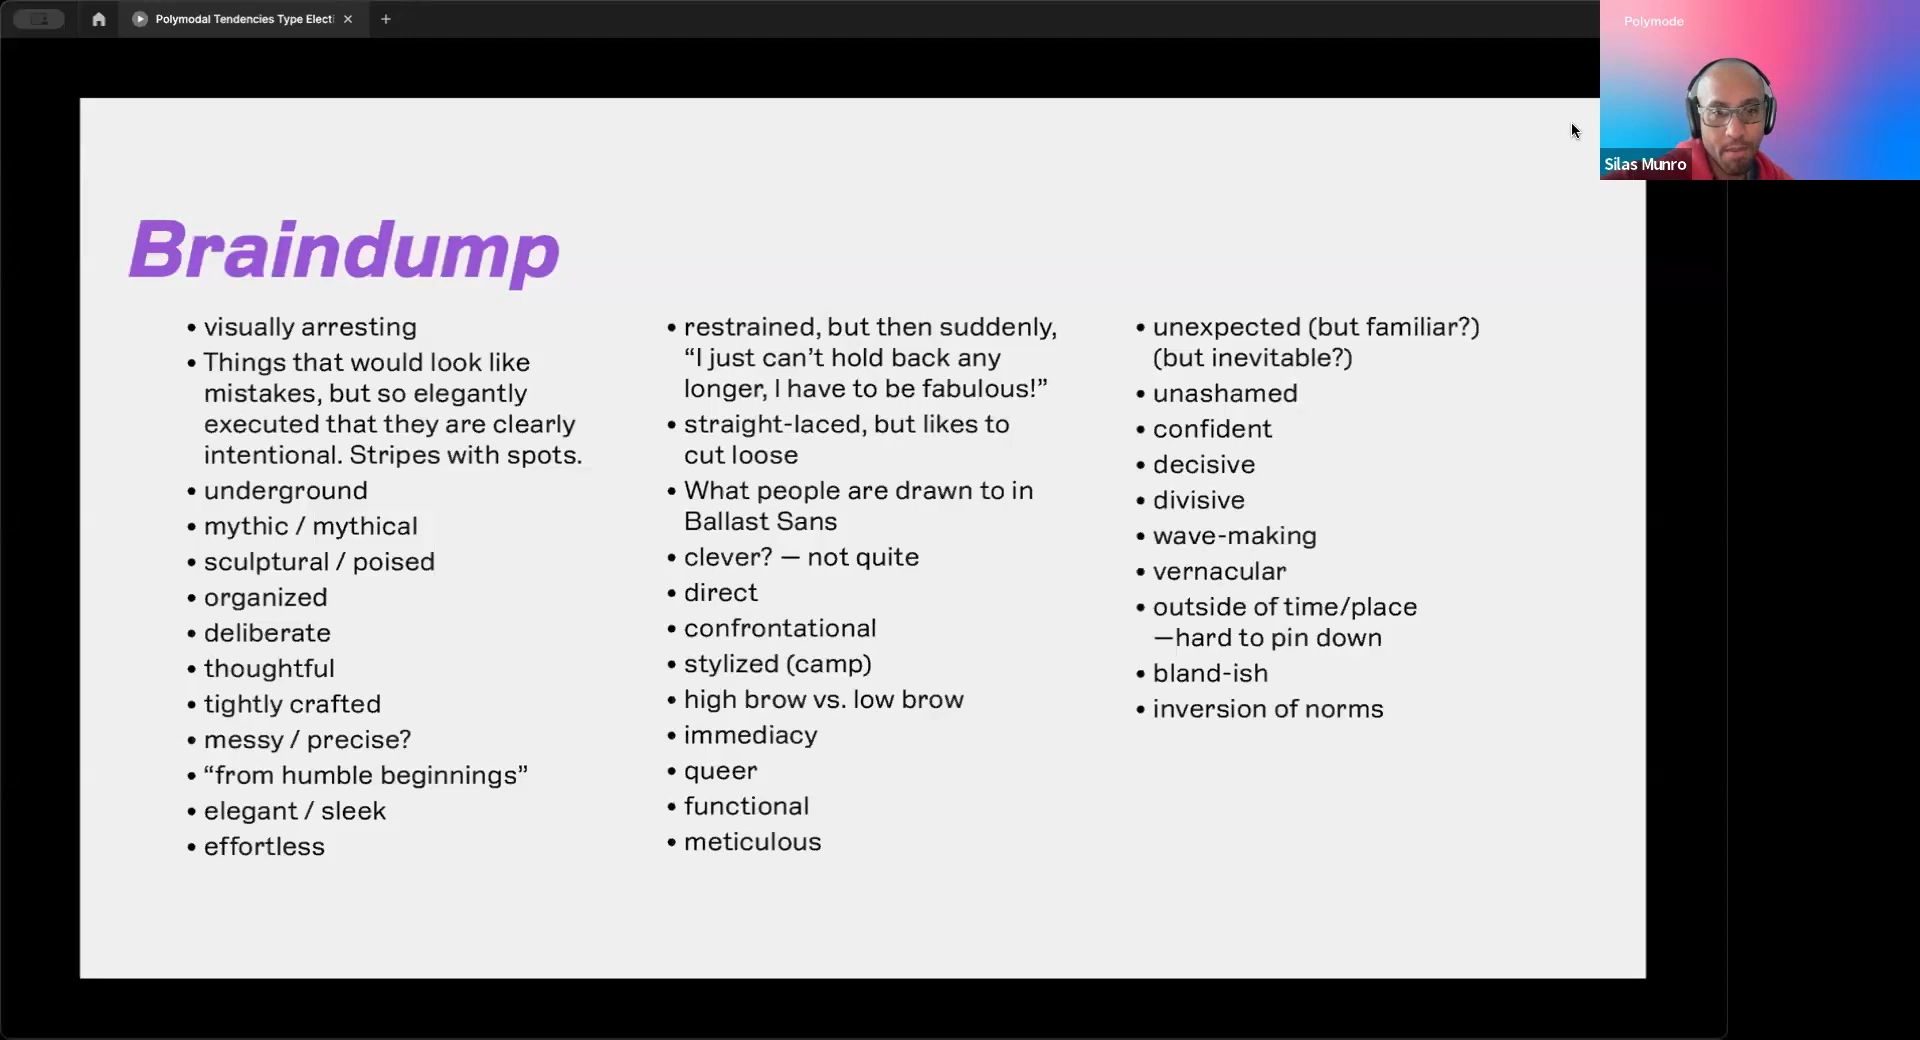 Polymodal Tendencies Type Electi
Polymode
Silas Munro
Braindump
• visually arresting
• Things that would look like
mistakes, but so elegantly
executed that they are clearly
intentional. Stripes with spots.
• underground
• mythic / mythical
• sculptural / poised
• organized
• deliberate
• thoughtful
• tightly crafted
• messy / precise?
• “from humble beginnings”
• elegant / sleek
• effortless
• restrained, but then suddenly,
“I just can’t hold back any
longer, I have to be fabulous!”
• straight-laced, but likes to
cut loose
• What people are drawn to in
Ballast Sans
• clever? — not quite
• direct
• confrontational
• stylized (camp)
• high brow vs. low brow
• immediacy
• queer
• functional
• meticulous
• unexpected (but familiar?)
(but inevitable?)
• unashamed
• confident
• decisive
• divisive
• wave-making
• vernacular
• outside of time/place
—hard to pin down
• bland-ish
• inversion of norms